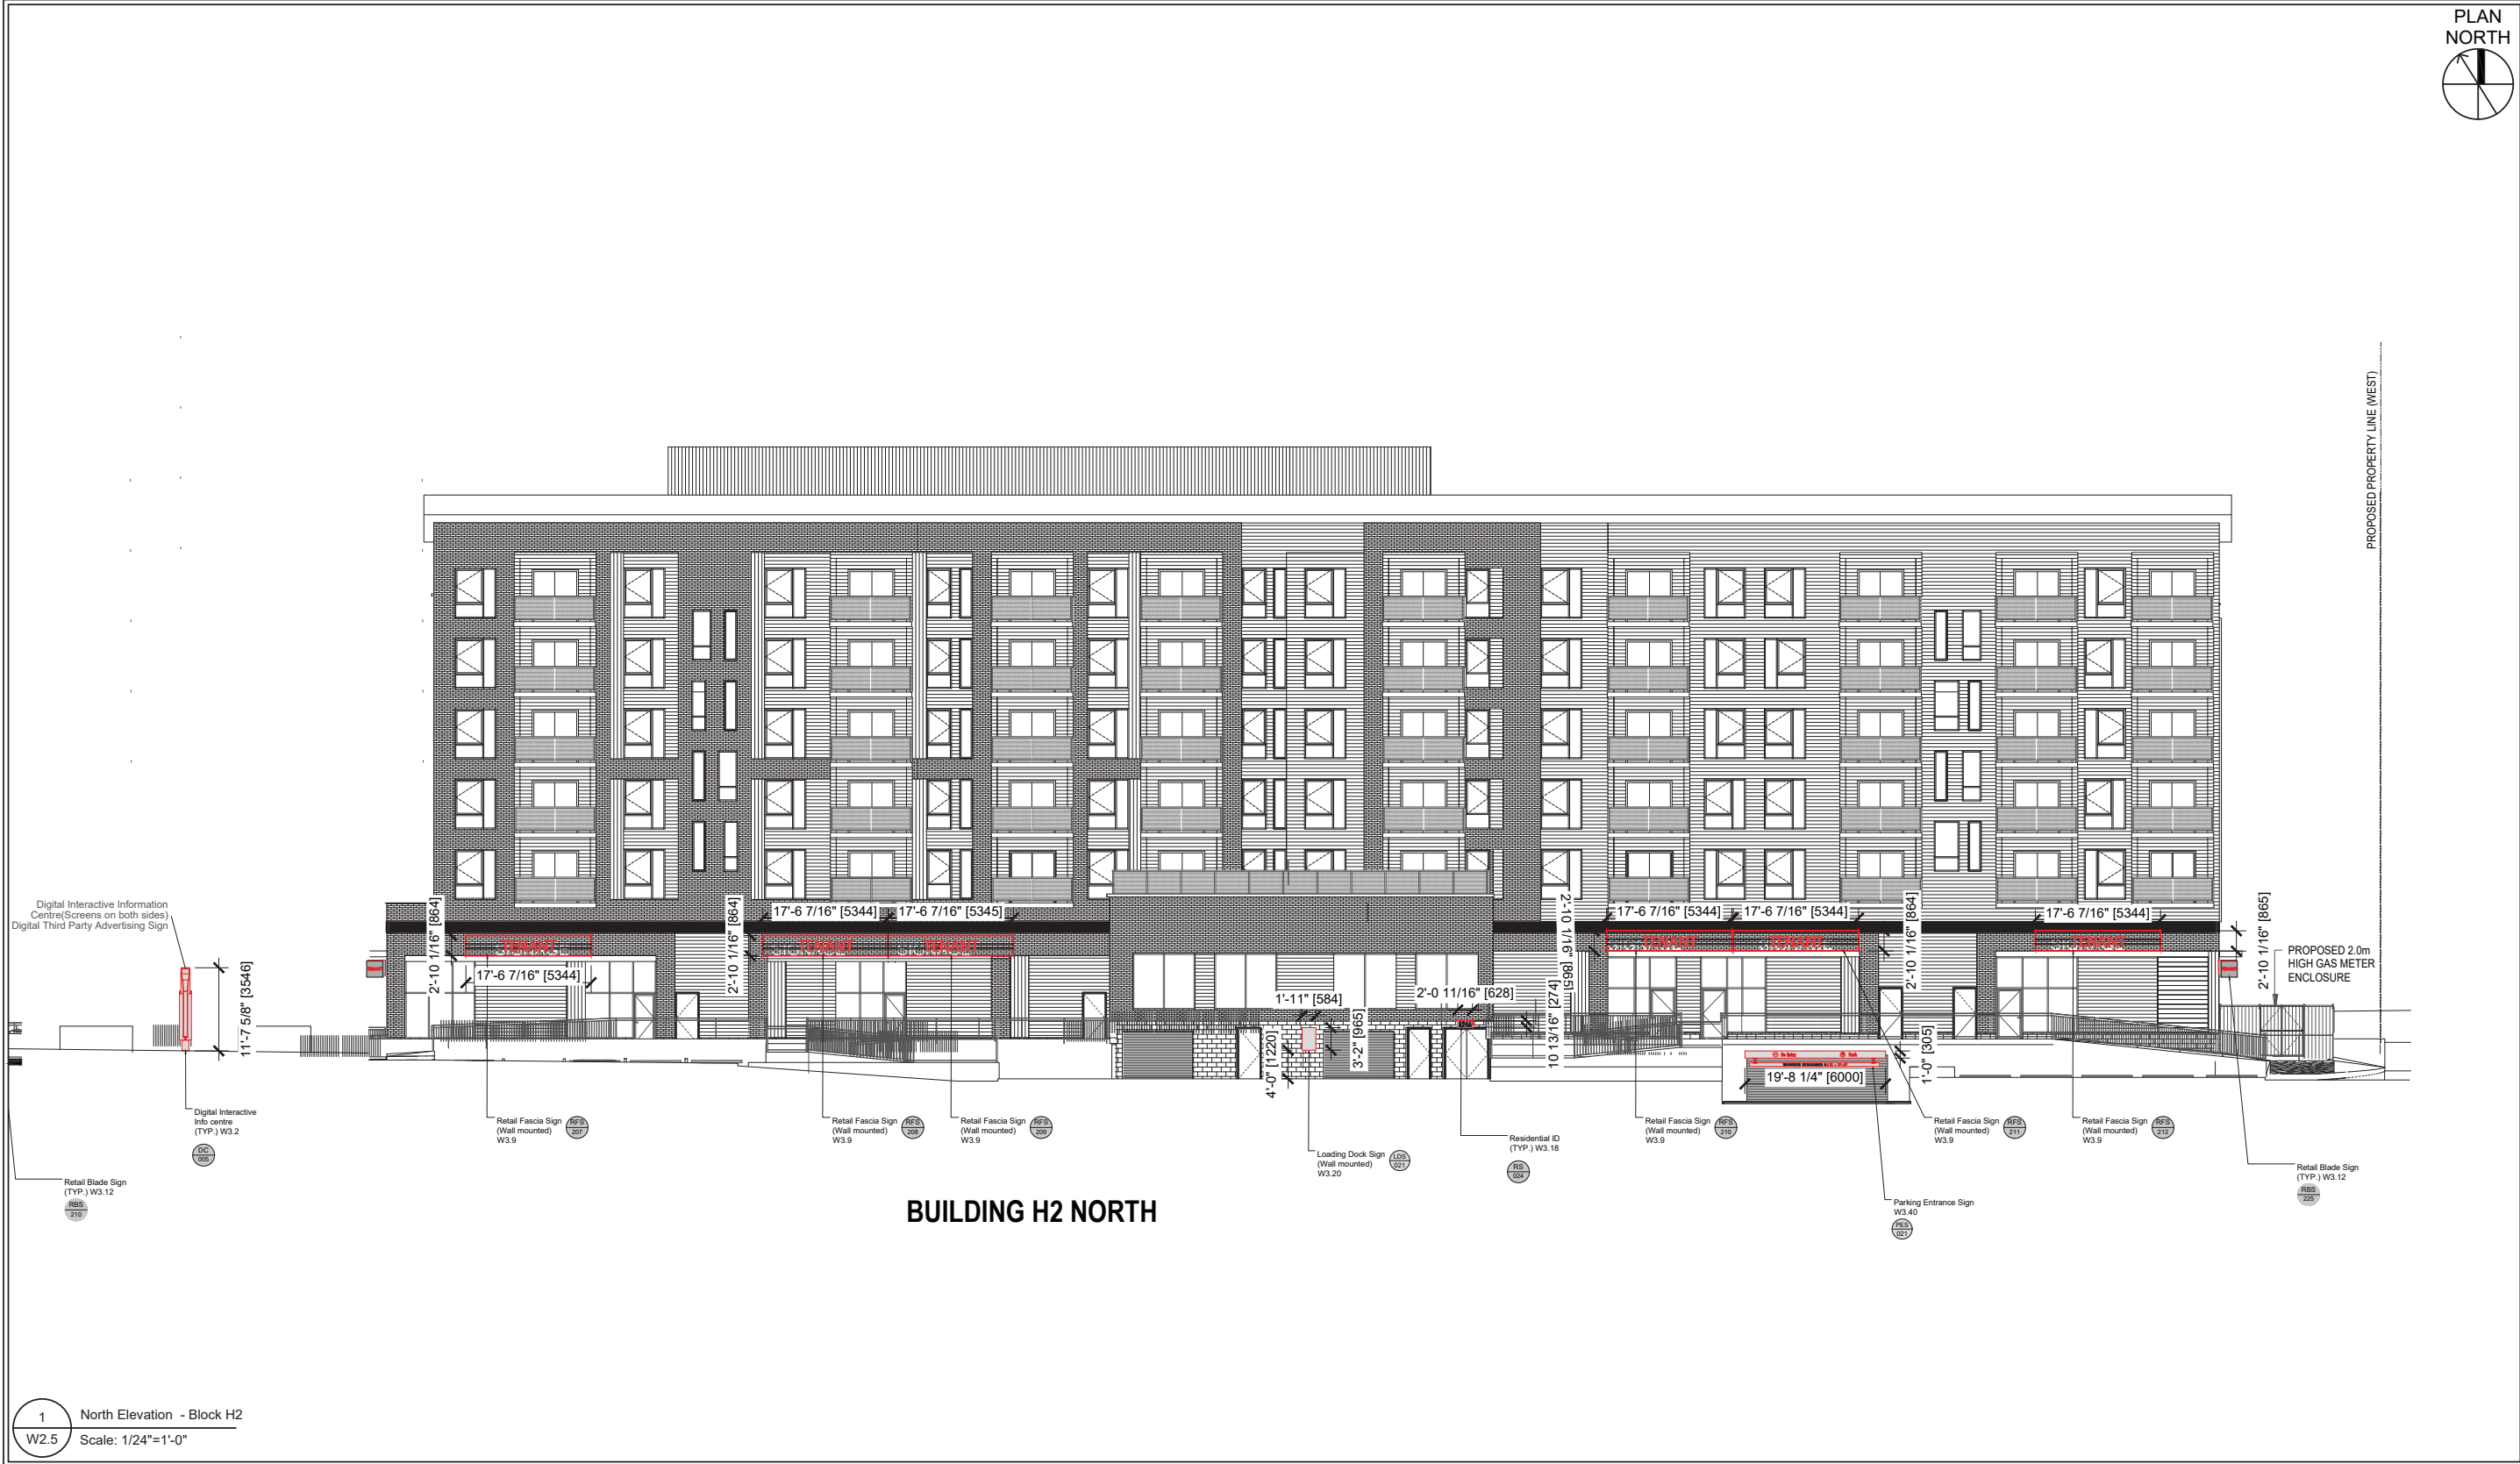 PLAN
NORTH
PROPOSED PROPERTY LINE (WEST)
Digital Interactive Information
Centre(Screens on both sides)
Digital Third Party Advertising Sign
11'-7 5/8" [3546]
2'-10 1/16" [864]
TENANT
17'-6 7/16" [5344]
2'-10 1/16" [864]
17'-6 7/16" [5344]
17'-6 7/16" [5345]
TENANT
TENANT
1'-11" [584]
2'-0 11/16" [628]
4'-0" [1220]
3'-2" [965]
2'-10 1/16" [865]
10 13/16" [274]
17'-6 7/16" [5344]
17'-6 7/16" [5344]
TENANT
TENANT
2'-10 1/16" [864]
17'-6 7/16" [5344]
TENANT
2'-10 1/16" [865]
PROPOSED 2.0m
HIGH GAS METER
ENCLOSURE
No Entry
Park
19'-8 1/4" [6000]
1'-0" [305]
Digital Interactive
Info centre
(TYP.) W3.2
DC
005
Retail Blade Sign
(TYP.) W3.12
RBS
210
Retail Fascia Sign
(Wall mounted)
W3.9
RFS
207
Retail Fascia Sign
(Wall mounted)
W3.9
RFS
208
Retail Fascia Sign
(Wall mounted)
W3.9
RFS
209
Loading Dock Sign
(Wall mounted)
W3.20
LDS
021
Residential ID
(TYP.) W3.18
RS
024
Retail Fascia Sign
(Wall mounted)
W3.9
RFS
210
Retail Fascia Sign
(Wall mounted)
W3.9
RFS
211
Retail Fascia Sign
(Wall mounted)
W3.9
RFS
212
Parking Entrance Sign
W3.40
PES
021
Retail Blade Sign
(TYP.) W3.12
RBS
225
BUILDING H2 NORTH
1
W2.5
North Elevation - Block H2
Scale: 1/24"=1'-0"